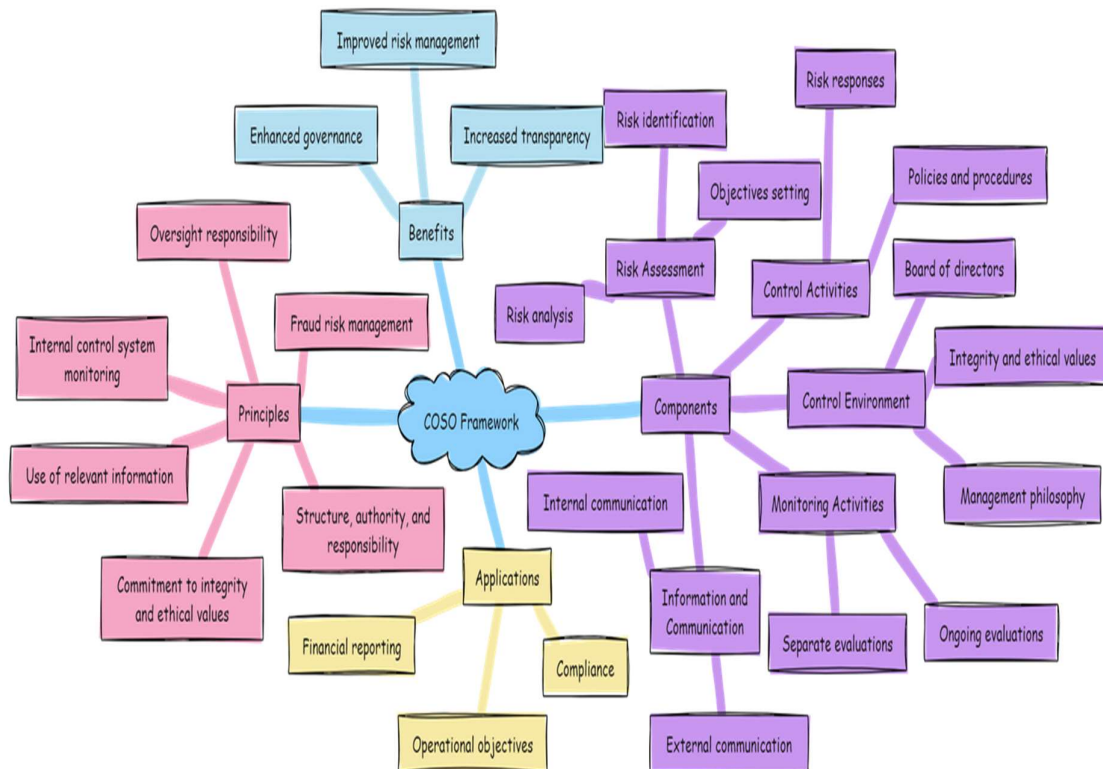 Improved risk management
Enhanced governance
Increased transparency
Benefits
Risk identification
Risk responses
Objectives setting
Policies and procedures
Risk Assessment
Control Activities
Board of directors
Risk analysis
Oversight responsibility
Fraud risk management
Internal control system
monitoring
Principles
COSO Framework
Components
Control Environment
Integrity and ethical values
Use of relevant information
Structure, authority, and
responsibility
Commitment to integrity
and ethical values
Internal communication
Monitoring Activities
Management philosophy
Applications
Information and
Communication
Separate evaluations
Ongoing evaluations
Financial reporting
Compliance
Operational objectives
External communication